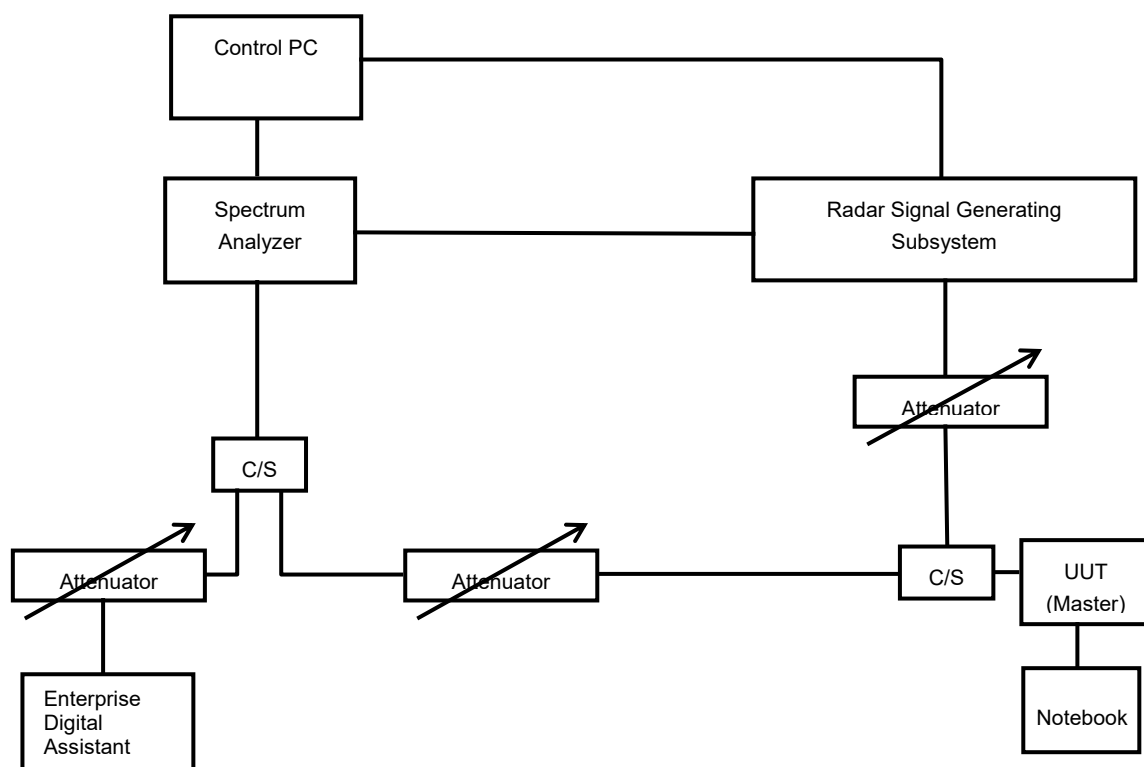 Control PC
Spectrum
Analyzer
Radar Signal Generating
Subsystem
Attenuator
C/S
Attenuator
Attenuator
C/S
UUT
(Master)
Enterprise
Digital
Assistant
Notebook